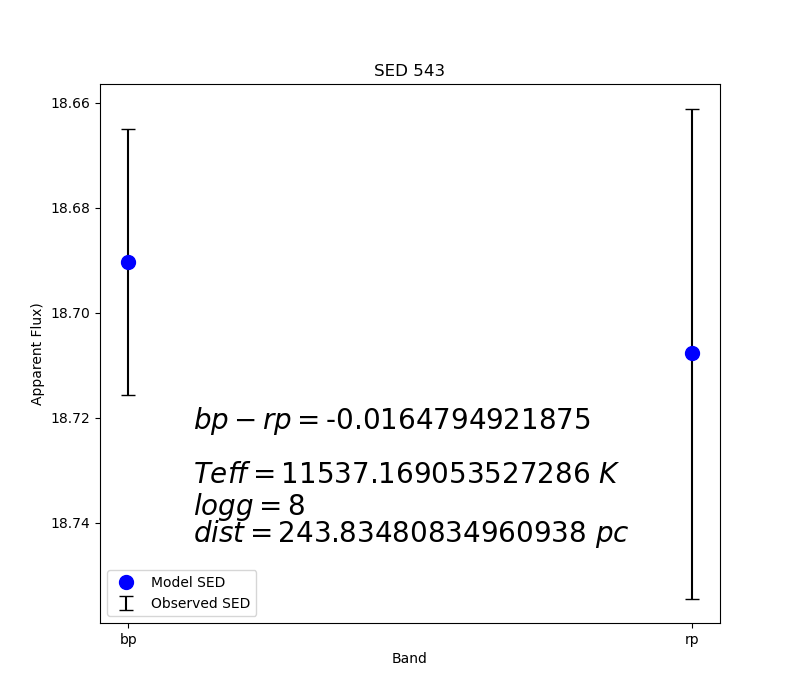 SED 543
18.66
18.68
18.70
18.72
18.74
Apparent Flux)
bp − rp = -0.0164794921875
Teff = 11537.169053527286 K
logg = 8
dist = 243.83480834960938 pc
Model SED
Observed SED
bp
rp
Band